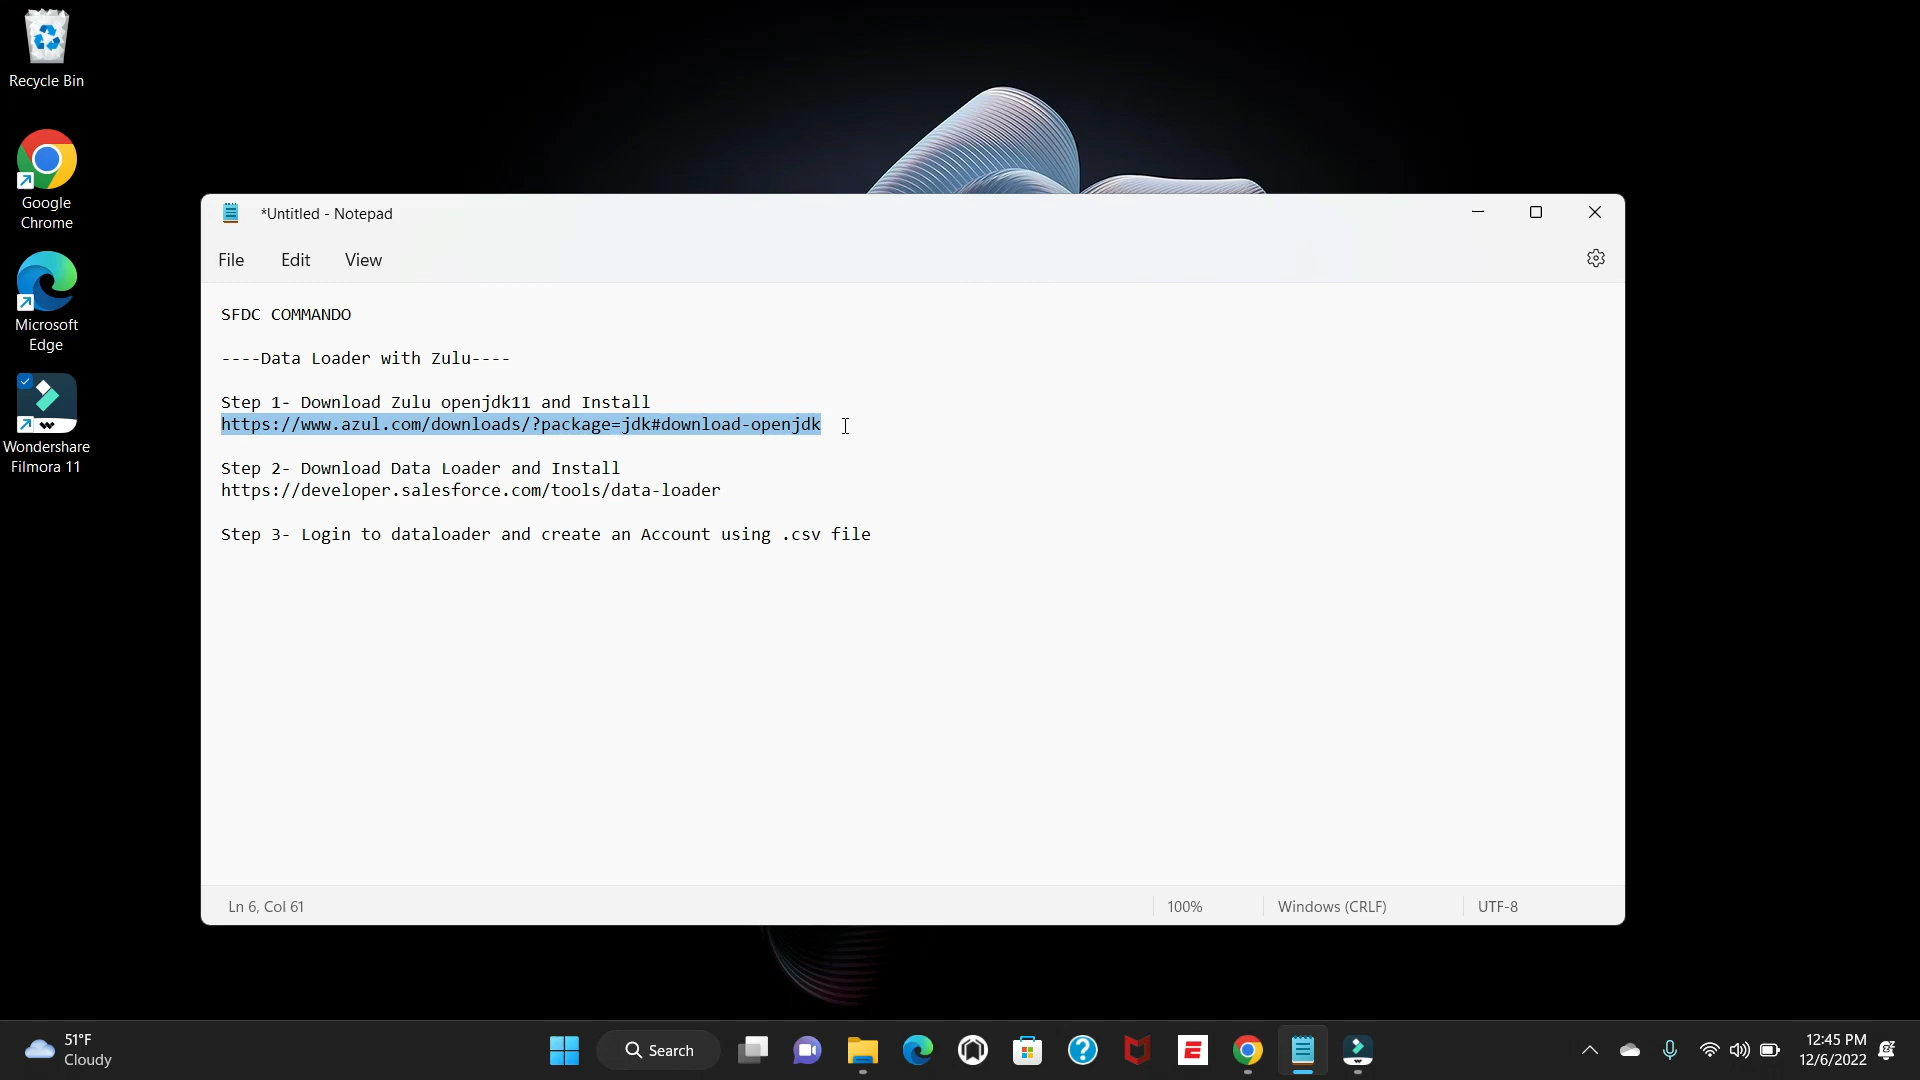 Recycle Bin
Google
Chrome
Microsoft
Edge
Wondershare
Filmora 11
*Untitled - Notepad
File Edit View
SFDC COMMANDO
----Data Loader with Zulu----
Step 1- Download Zulu openjdk11 and Install
https://www.azul.com/downloads/?package=jdk#download-openjdk
Step 2- Download Data Loader and Install
https://developer.salesforce.com/tools/data-loader
Step 3- Login to dataloader and create an Account using .csv file
Ln 6, Col 61 100% Windows (CRLF) UTF-8
51°F
Cloudy
Search
12:45 PM
12/6/2022